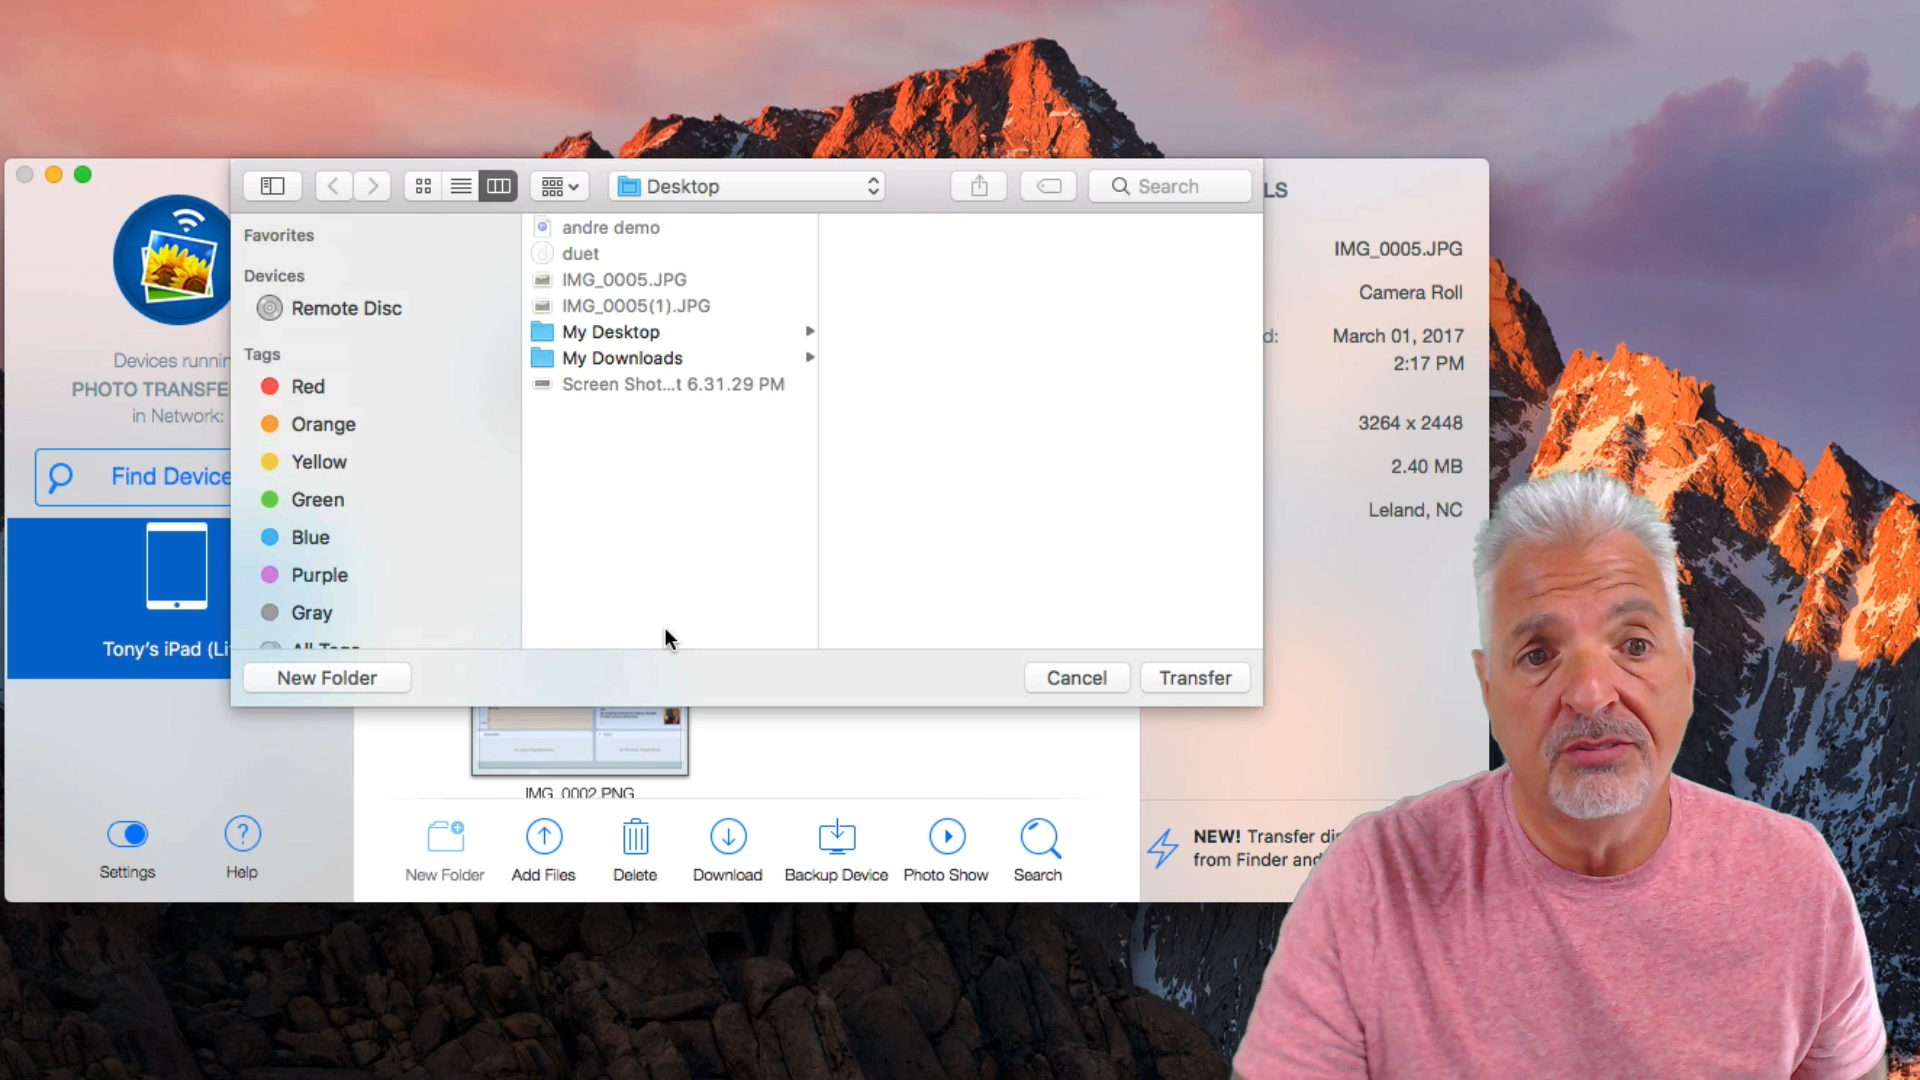 Desktop
Search
Favorites
Devices
Remote Disc
Tags
Red
Orange
Yellow
Green
Blue
Purple
Gray
andre demo
duet
IMG_0005.JPG
IMG_0005(1).JPG
My Desktop
My Downloads
Screen Shot...t 6.31.29 PM
New Folder
Cancel
Transfer
Devices runnin
PHOTO TRANSFE
in Network:
Find Device
Tony's iPad (Li
Settings
Help
IMG_0002.PNG
New Folder
Add Files
Delete
Download
Backup Device
Photo Show
Search
LS
IMG_0005.JPG
Camera Roll
d:
March 01, 2017
2:17 PM
3264 x 2448
2.40 MB
Leland, NC
NEW! Transfer di
from Finder and